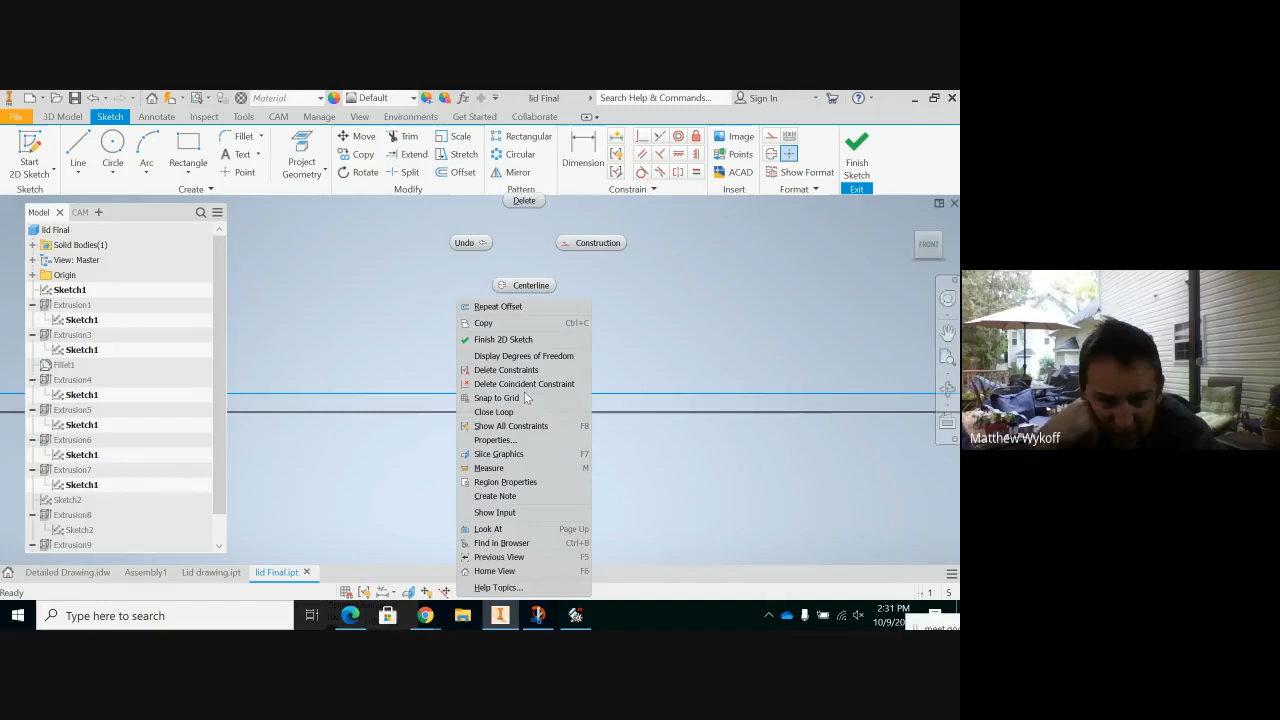 Material
Default
lid Final
Search Help & Commands...
Sign In
File
3D Model
Sketch
Annotate
Inspect
Tools
CAM
Manage
View
Environments
Get Started
Collaborate
Start
2D Sketch
Line
Circle
Arc
Rectangle
Fillet
Text
Point
Project
Geometry
Move
Copy
Rotate
Trim
Extend
Split
Scale
Stretch
Offset
Rectangular
Circular
Mirror
Dimension
Image
Points
ACAD
Show Format
Finish
Sketch
Sketch
Create
Modify
Pattern
Constrain
Insert
Format
Exit
Model
CAM
lid Final
Solid Bodies(1)
View: Master
Origin
Sketch1
Extrusion1
Sketch1
Extrusion3
Sketch1
Fillet1
Extrusion4
Sketch1
Extrusion5
Sketch1
Extrusion6
Sketch1
Extrusion7
Sketch1
Sketch2
Extrusion8
Sketch2
Extrusion9
Delete
Undo
Construction
Centerline
Repeat Offset
Copy Ctrl+C
Finish 2D Sketch
Display Degrees of Freedom
Delete Constraints
Delete Coincident Constraint
Snap to Grid
Close Loop
Show All Constraints F8
Properties...
Slice Graphics F7
Measure M
Region Properties
Create Note
Show Input
Look At Page Up
Find in Browser Ctrl+B
Previous View F5
Home View F6
Help Topics...
FRONT
Matthew Wykoff
Detailed Drawing.idw
Assembly1
Lid drawing.ipt
lid Final.ipt
Ready
1 5
Type here to search
2:31 PM
10/9/20